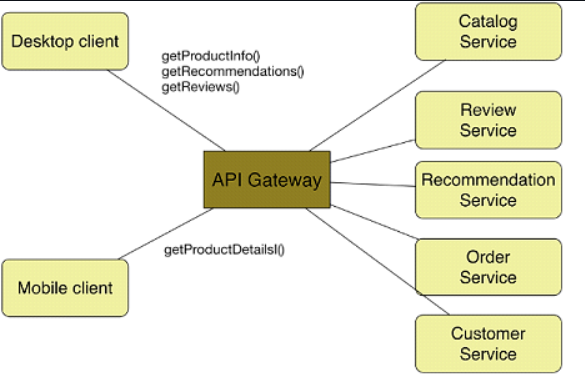 Desktop client
getProductInfo()
getRecommendations()
getReviews()
Catalog
Service
Review
Service
API Gateway
Recommendation
Service
getProductDetailsl()
Order
Service
Mobile client
Customer
Service